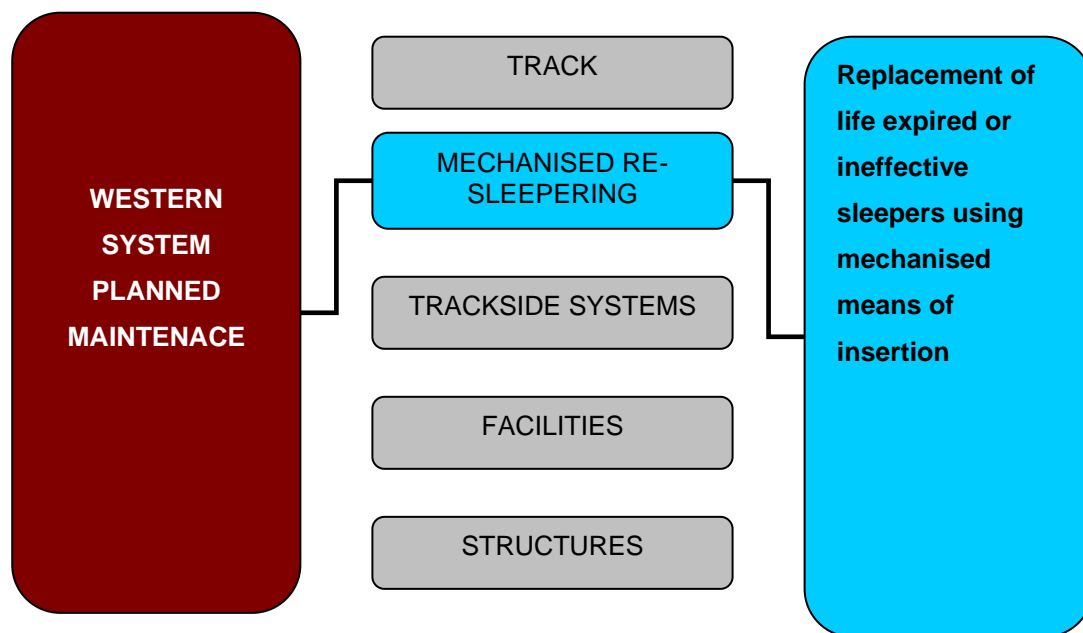 WESTERN
SYSTEM
PLANNED
MAINTENACE
TRACK
MECHANISED RE-
SLEEPERING
TRACKSIDE SYSTEMS
FACILITIES
STRUCTURES
Replacement of
life expired or
ineffective
sleepers using
mechanised
means of
insertion